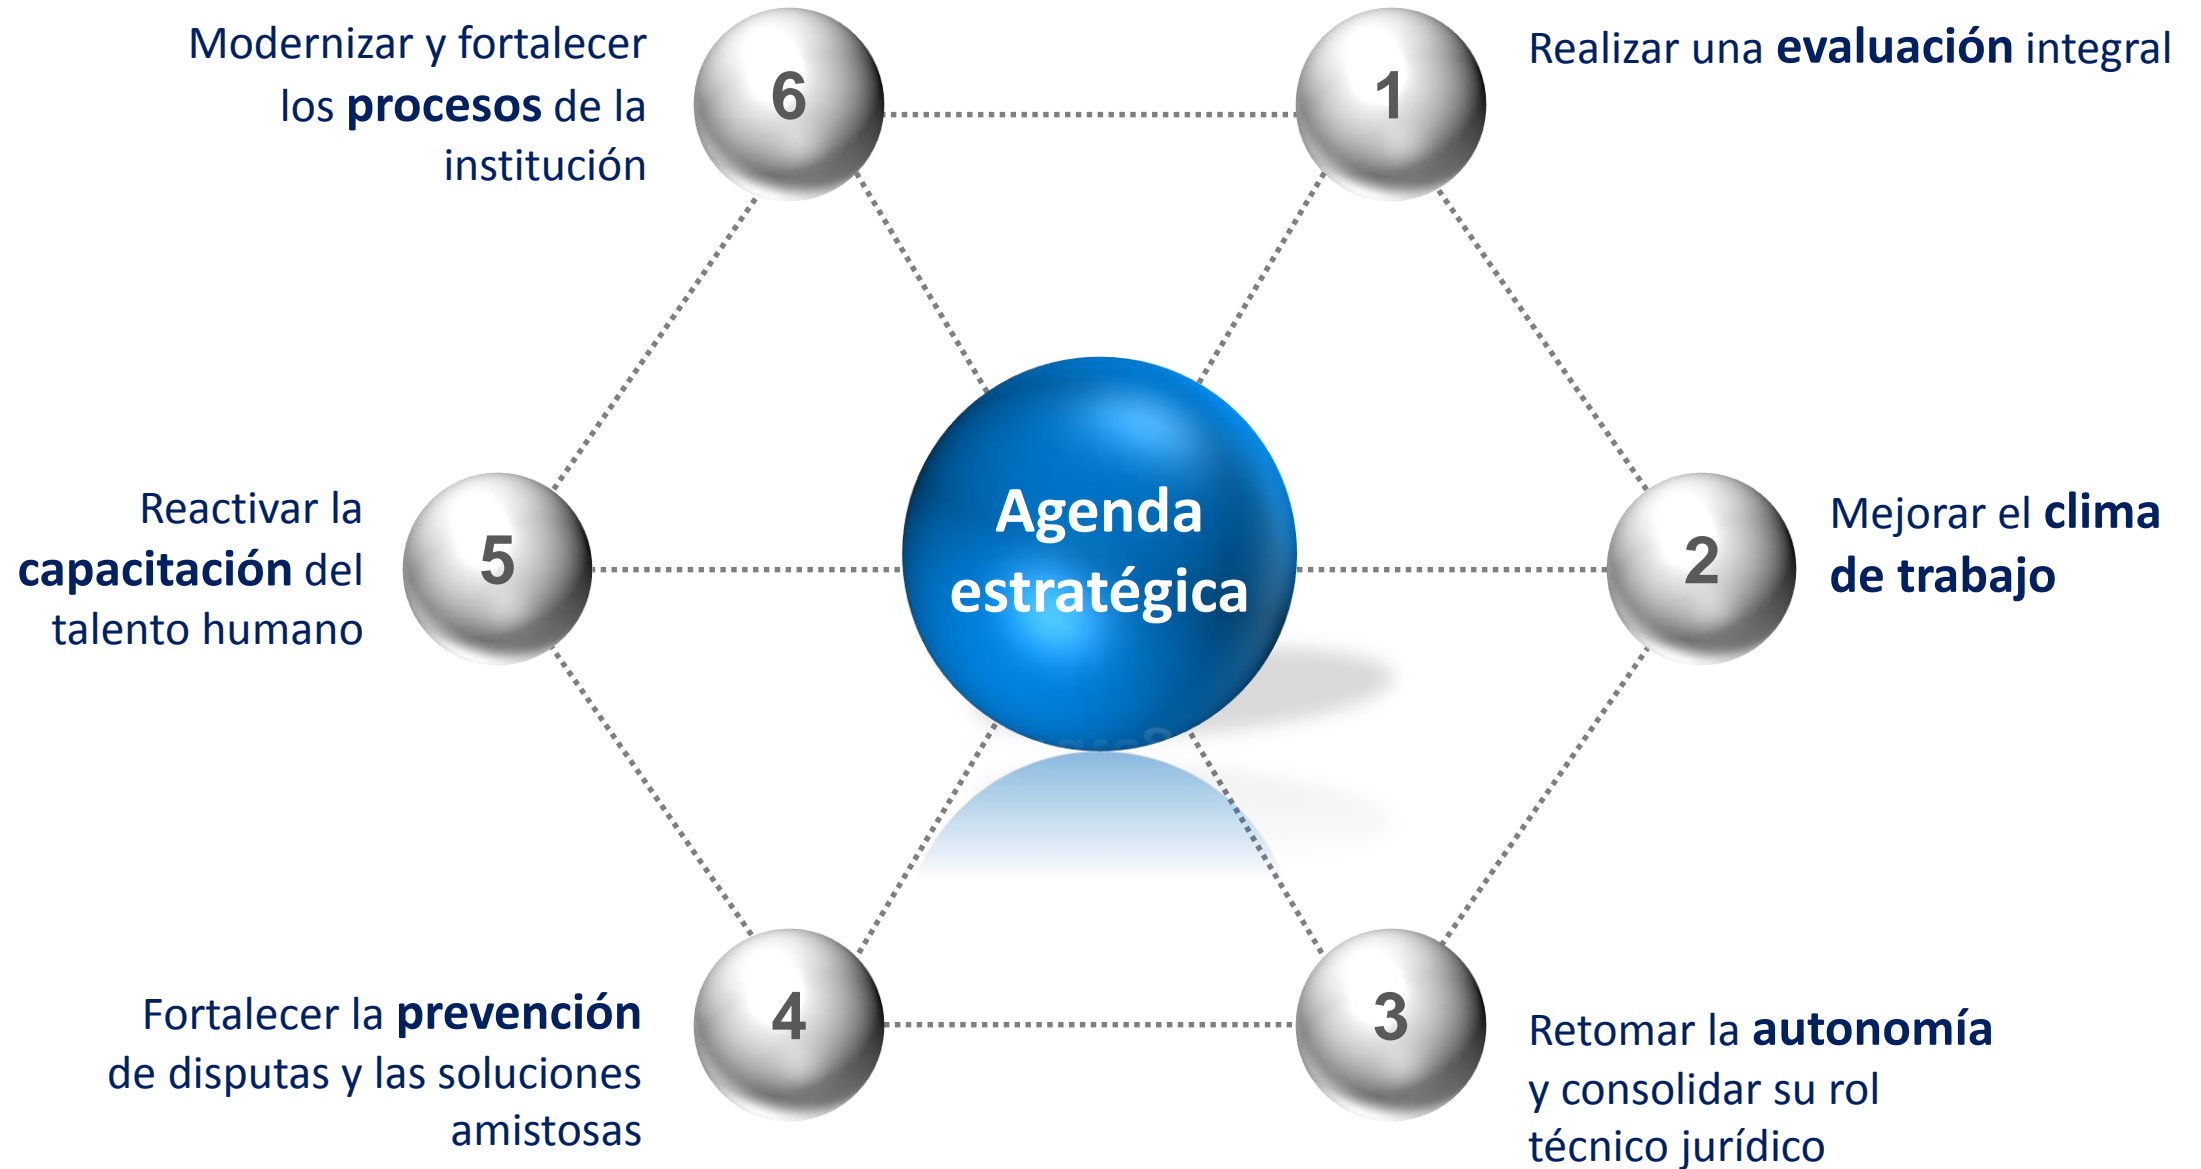 Modernizar y fortalecer
los procesos de la
institución
6
1
Realizar una evaluación integral
Reactivar la
capacitación del
talento humano
5
Agenda
estratégica
2
Mejorar el clima
de trabajo
Fortalecer la prevención
de disputas y las soluciones
amistosas
4
3
Retomar la autonomía
y consolidar su rol
técnico jurídico